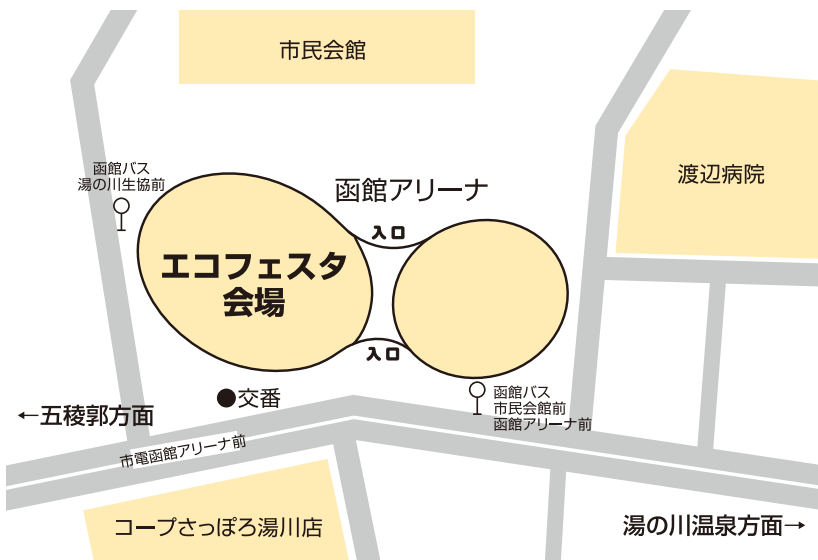 市民会館
渡辺病院
函館バス
湯の川生協前
函館アリーナ
入口
エコフェスタ
会場
入口
●交番
函館バス
市民会館前
函館アリーナ前
←五稜郭方面
市電函館アリーナ前
コープさっぽろ湯川店
湯の川温泉方面→